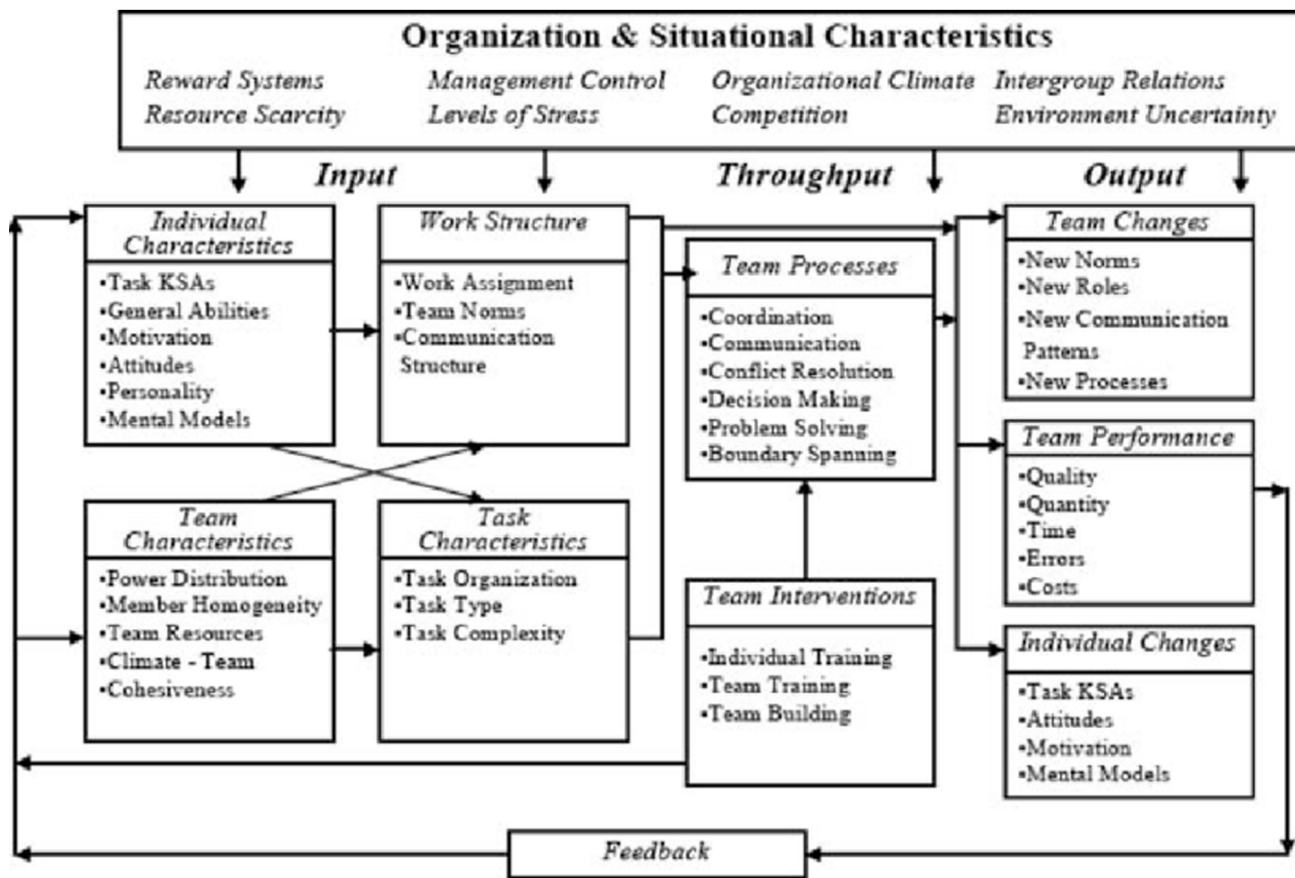 Organization & Situational Characteristics
Reward Systems Management Control Organizational Climate Intergroup Relations
Resource Scarcity Levels of Stress Competition Environment Uncertainty
Input Throughput Output
Individual
Characteristics
•Task KSAs
•General Abilities
•Motivation
•Attitudes
•Personality
•Mental Models
Work Structure
•Work Assignment
•Team Norms
•Communication
Structure
Team
Characteristics
•Power Distribution
•Member Homogeneity
•Team Resources
•Climate - Team
•Cohesiveness
Task
Characteristics
•Task Organization
•Task Type
•Task Complexity
Team Processes
•Coordination
•Communication
•Conflict Resolution
•Decision Making
•Problem Solving
•Boundary Spanning
Team Interventions
•Individual Training
•Team Training
•Team Building
Team Changes
•New Norms
•New Roles
•New Communication
Patterns
•New Processes
Team Performance
•Quality
•Quantity
•Time
•Errors
•Costs
Individual Changes
•Task KSAs
•Attitudes
•Motivation
•Mental Models
Feedback